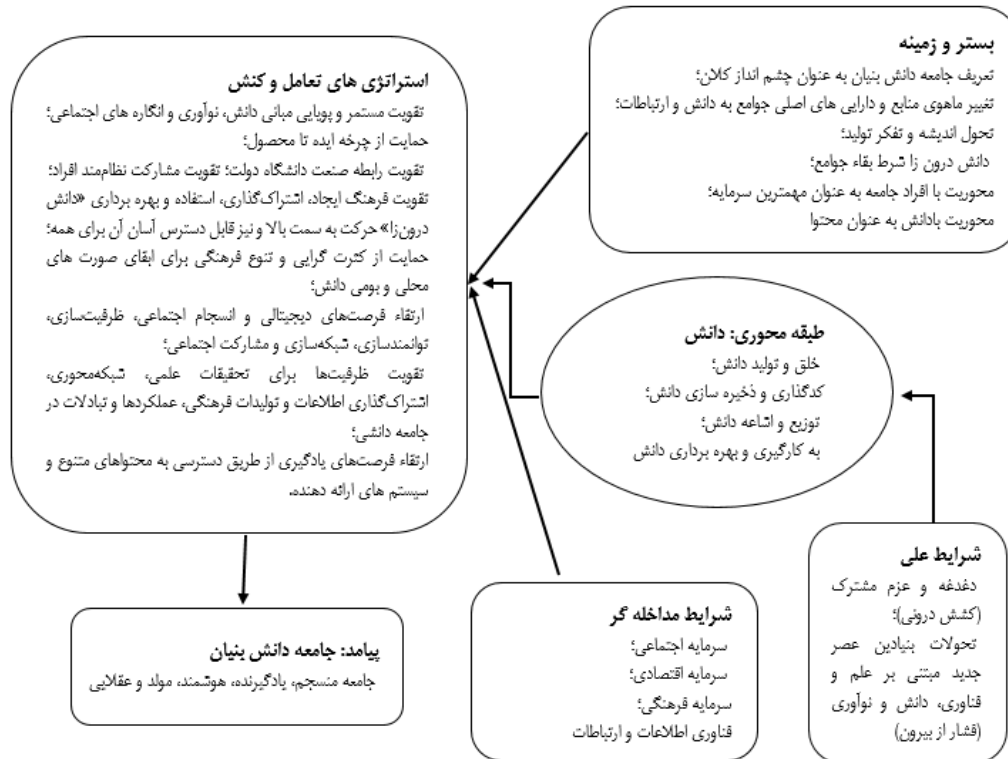 بستر و زمینه
تعریف جامعه دانش بنیان به عنوان چشم انداز کلان؛
تغییر ماهوی منابع و دارایی های اصلی جوامع به دانش و ارتباطات؛
تحول اندیشه و تفکر تولید؛
دانش درون زا شرط بقاء جوامع؛
محوریت با افراد جامعه به عنوان مهمترین سرمایه؛
محوریت بادانش به عنوان محتوا
استراتژی های تعامل و کنش
تقویت مستمر و پویایی مبانی دانش، نوآوری و انگاره های اجتماعی؛
حمایت از چرخه ایده تا محصول؛
تقویت رابطه صنعت دانشگاه دولت؛ تقویت مشارکت نظام‌مند افراد؛
تقویت فرهنگ ایجاد، اشتراک‌گذاری، استفاده و بهره برداری «دانش
درون‌زا» حرکت به سمت بالا و نیز قابل دسترس آسان آن برای همه؛
حمایت از کثرت گرایی و تنوع فرهنگی برای ابقای صورت های
محلی و بومی دانش؛
ارتقاء فرصت‌های دیجیتالی و انسجام اجتماعی، ظرفیت‌سازی،
توانمندسازی، شبکه‌سازی و مشارکت اجتماعی؛
تقویت ظرفیت‌ها برای تحقیقات علمی، شبکه‌محوری،
اشتراک‌گذاری اطلاعات و تولیدات فرهنگی، عملکردها و تبادلات در
جامعه دانشی؛
ارتقاء فرصت‌های یادگیری از طریق دسترسی به محتواهای متنوع و
سیستم های ارائه دهنده.
طبقه محوری: دانش
خلق و تولید دانش؛
کدگذاری و ذخیره سازی دانش؛
توزیع و اشاعه دانش؛
به کارگیری و بهره برداری دانش
شرایط علی
دغدغه و عزم مشترک
(کشش درونی)؛
تحولات بنیادین عصر
جدید مبتنی بر علم و
فناوری، دانش و نوآوری
(فشار از بیرون)
شرایط مداخله گر
سرمایه اجتماعی؛
سرمایه اقتصادی؛
سرمایه فرهنگی؛
فناوری اطلاعات و ارتباطات
پیامد: جامعه دانش بنیان
جامعه منسجم، یادگیرنده، هوشمند، مولد و عقلایی